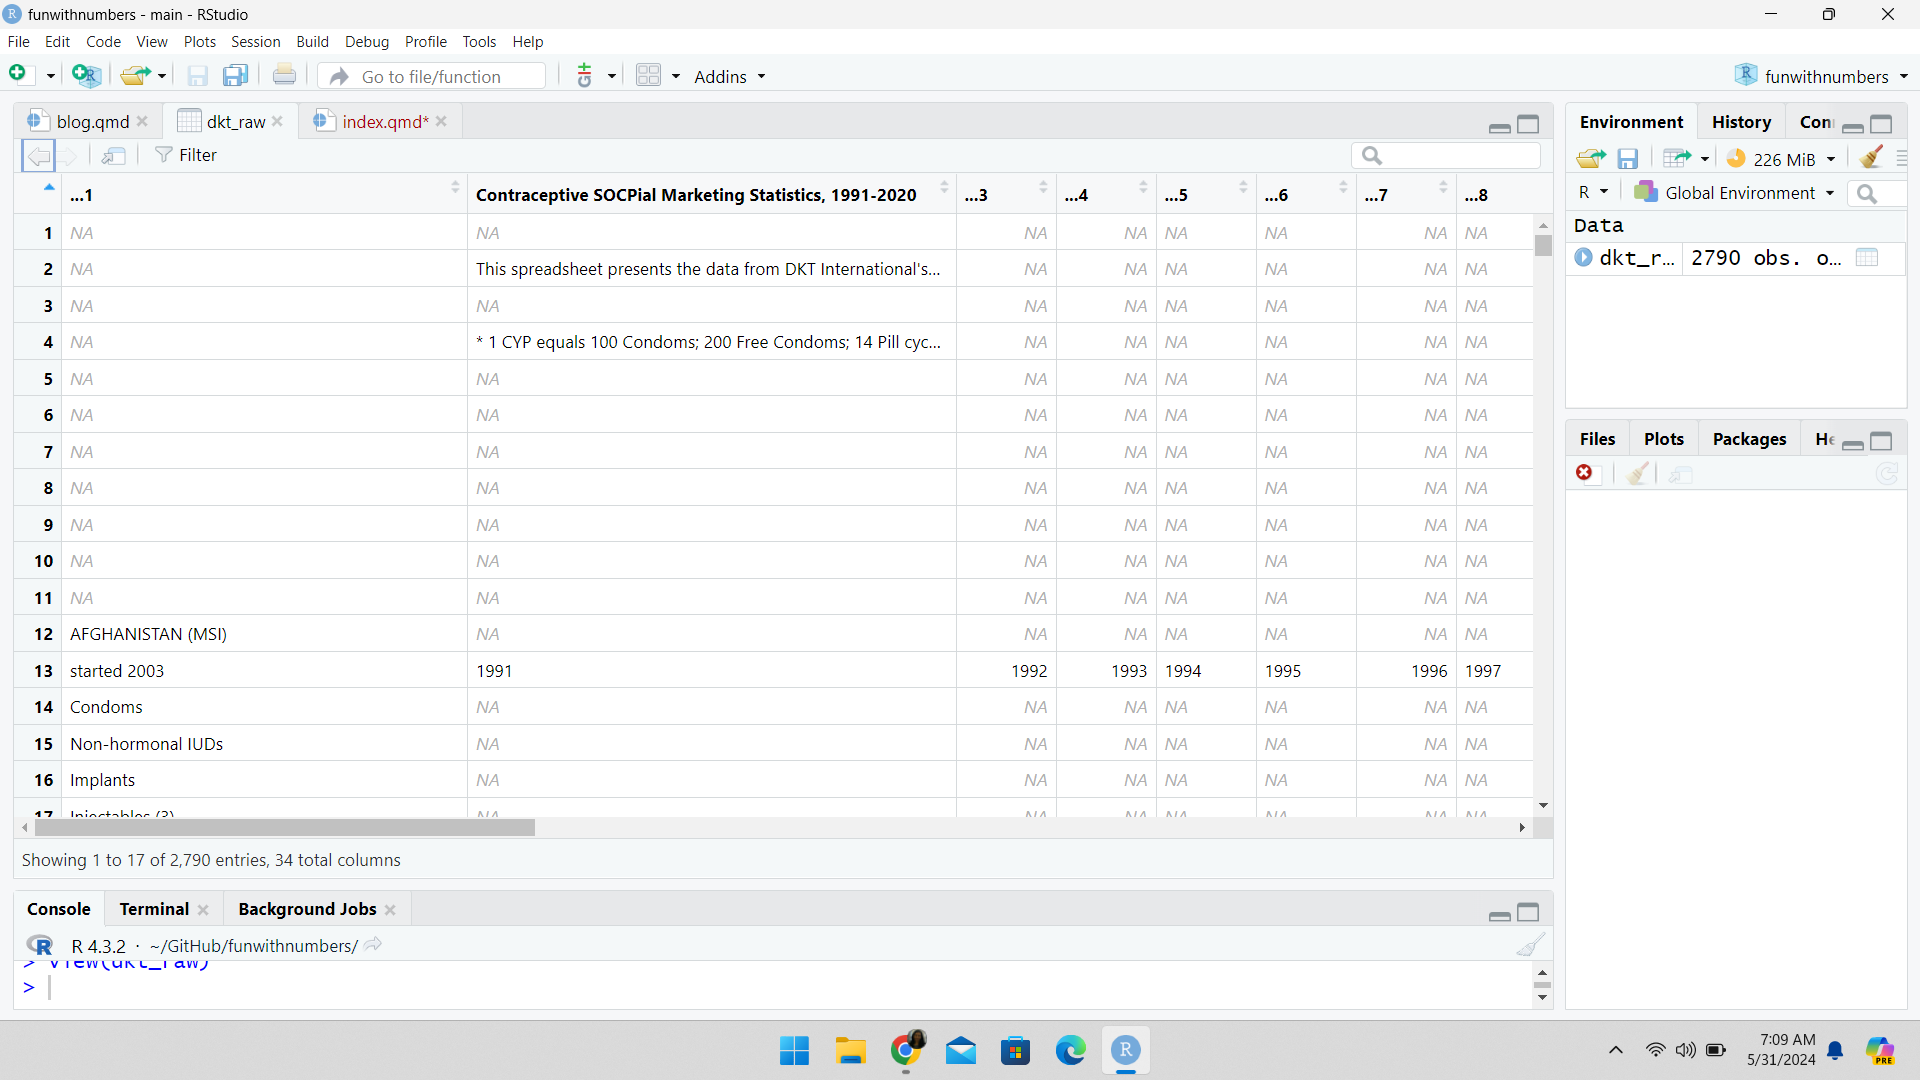 funwithnumbers - main - RStudio
File Edit Code View Plots Session Build Debug Profile Tools Help
Go to file/function Addins funwithnumbers
blog.qmd dkt_raw index.qmd*
Filter
...1 Contraceptive SOCPial Marketing Statistics, 1991-2020 ...3 ...4 ...5 ...6 ...7 ...8
1 NA NA NA NA NA NA NA NA
2 NA This spreadsheet presents the data from DKT International's... NA NA NA NA NA NA
3 NA NA NA NA NA NA NA NA
4 NA * 1 CYP equals 100 Condoms; 200 Free Condoms; 14 Pill cyc... NA NA NA NA NA NA
5 NA NA NA NA NA NA NA NA
6 NA NA NA NA NA NA NA NA
7 NA NA NA NA NA NA NA NA
8 NA NA NA NA NA NA NA NA
9 NA NA NA NA NA NA NA NA
10 NA NA NA NA NA NA NA NA
11 NA NA NA NA NA NA NA NA
12 AFGHANISTAN (MSI) NA NA NA NA NA NA NA
13 started 2003 1991 1992 1993 1994 1995 1996 1997
14 Condoms NA NA NA NA NA NA NA
15 Non-hormonal IUDs NA NA NA NA NA NA NA
16 Implants NA NA NA NA NA NA NA
17 Injectables (3) NA NA NA NA NA NA NA
Showing 1 to 17 of 2,790 entries, 34 total columns
Console Terminal Background Jobs
R 4.3.2 · ~/GitHub/funwithnumbers/
> View(dkt_raw)
>
Environment History Con
226 MiB
R Global Environment
Data
dkt_r... 2790 obs. o...
Files Plots Packages He
7:09 AM
5/31/2024
PRE